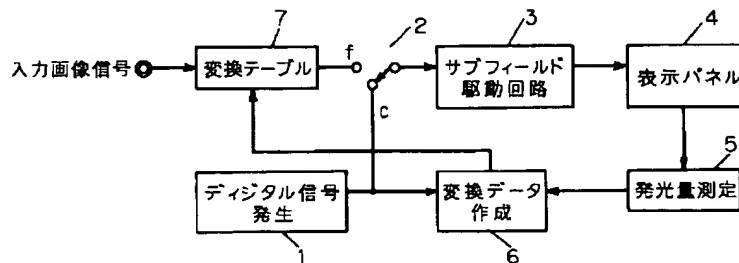 7
f
2
3
4
入力画像信号
変換テーブル
サブフィールド
駆動回路
表示パネル
c
5
ディジタル信号
発生
変換データ
作成
発光量測定
1
6